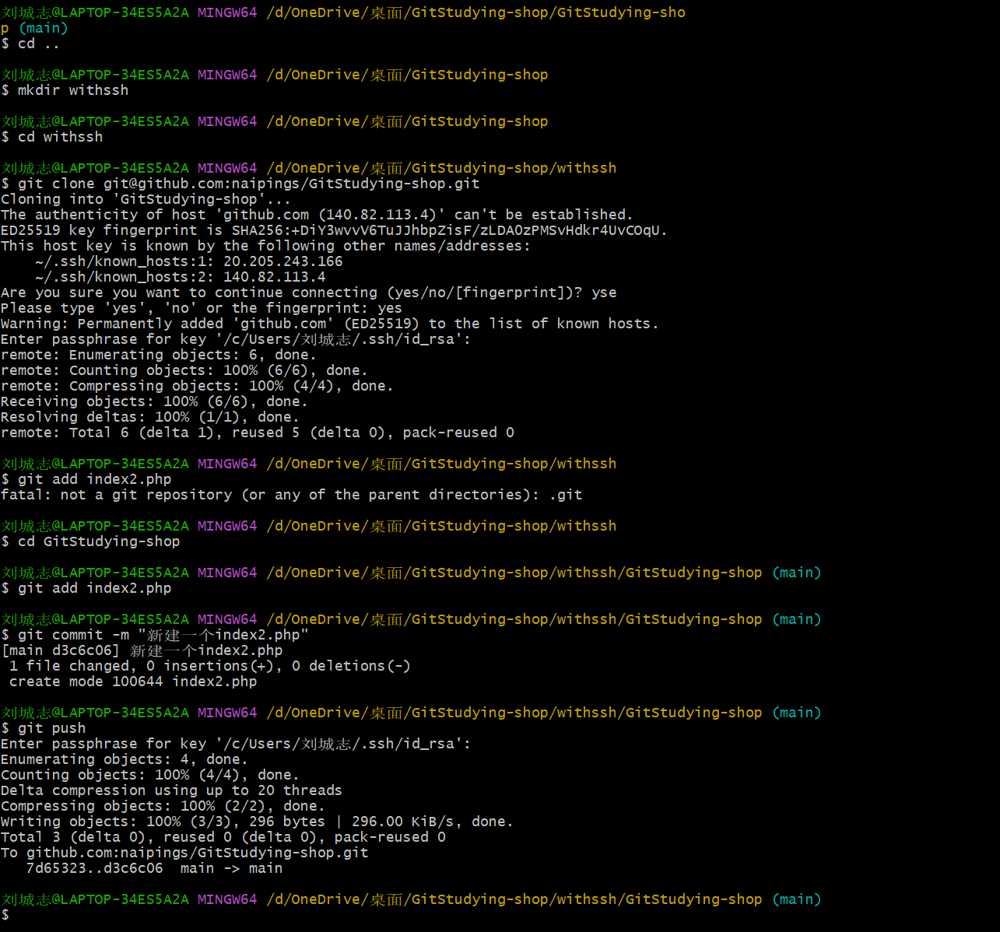 刘城志@LAPTOP-34ES5A2A MINGW64 /d/OneDrive/桌面/GitStudying-shop/GitStudying-sho
p (main)
$ cd ..
刘城志@LAPTOP-34ES5A2A MINGW64 /d/OneDrive/桌面/GitStudying-shop
$ mkdir withssh
刘城志@LAPTOP-34ES5A2A MINGW64 /d/OneDrive/桌面/GitStudying-shop
$ cd withssh
刘城志@LAPTOP-34ES5A2A MINGW64 /d/OneDrive/桌面/GitStudying-shop/withssh
$ git clone git@github.com:naipings/GitStudying-shop.git
Cloning into 'GitStudying-shop'...
The authenticity of host 'github.com (140.82.113.4)' can't be established.
ED25519 key fingerprint is SHA256:+DiY3wvvV6TuJJhbpZisF/zLDA0zPMSvHdkr4UvCOqU.
This host key is known by the following other names/addresses:
    ~/.ssh/known_hosts:1: 20.205.243.166
    ~/.ssh/known_hosts:2: 140.82.113.4
Are you sure you want to continue connecting (yes/no/[fingerprint])? yse
Please type 'yes', 'no' or the fingerprint: yes
Warning: Permanently added 'github.com' (ED25519) to the list of known hosts.
Enter passphrase for key '/c/Users/刘城志/.ssh/id_rsa':
remote: Enumerating objects: 6, done.
remote: Counting objects: 100% (6/6), done.
remote: Compressing objects: 100% (4/4), done.
Receiving objects: 100% (6/6), done.
Resolving deltas: 100% (1/1), done.
remote: Total 6 (delta 1), reused 5 (delta 0), pack-reused 0
刘城志@LAPTOP-34ES5A2A MINGW64 /d/OneDrive/桌面/GitStudying-shop/withssh
$ git add index2.php
fatal: not a git repository (or any of the parent directories): .git
刘城志@LAPTOP-34ES5A2A MINGW64 /d/OneDrive/桌面/GitStudying-shop/withssh
$ cd GitStudying-shop
刘城志@LAPTOP-34ES5A2A MINGW64 /d/OneDrive/桌面/GitStudying-shop/withssh/GitStudying-shop (main)
$ git add index2.php
刘城志@LAPTOP-34ES5A2A MINGW64 /d/OneDrive/桌面/GitStudying-shop/withssh/GitStudying-shop (main)
$ git commit -m "新建一个index2.php"
[main d3c6c06] 新建一个index2.php
 1 file changed, 0 insertions(+), 0 deletions(-)
 create mode 100644 index2.php
刘城志@LAPTOP-34ES5A2A MINGW64 /d/OneDrive/桌面/GitStudying-shop/withssh/GitStudying-shop (main)
$ git push
Enter passphrase for key '/c/Users/刘城志/.ssh/id_rsa':
Enumerating objects: 4, done.
Counting objects: 100% (4/4), done.
Delta compression using up to 20 threads
Compressing objects: 100% (2/2), done.
Writing objects: 100% (3/3), 296 bytes | 296.00 KiB/s, done.
Total 3 (delta 0), reused 0 (delta 0), pack-reused 0
To github.com:naipings/GitStudying-shop.git
   7d65323..d3c6c06  main -> main
刘城志@LAPTOP-34ES5A2A MINGW64 /d/OneDrive/桌面/GitStudying-shop/withssh/GitStudying-shop (main)
$